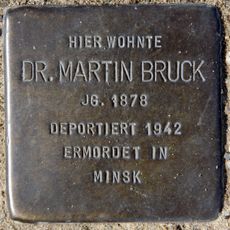 HIER WOHNTE
DR. MARTIN BRUCK
JG. 1878
DEPORTIERT 1942
ERMORDET IN
MINSK